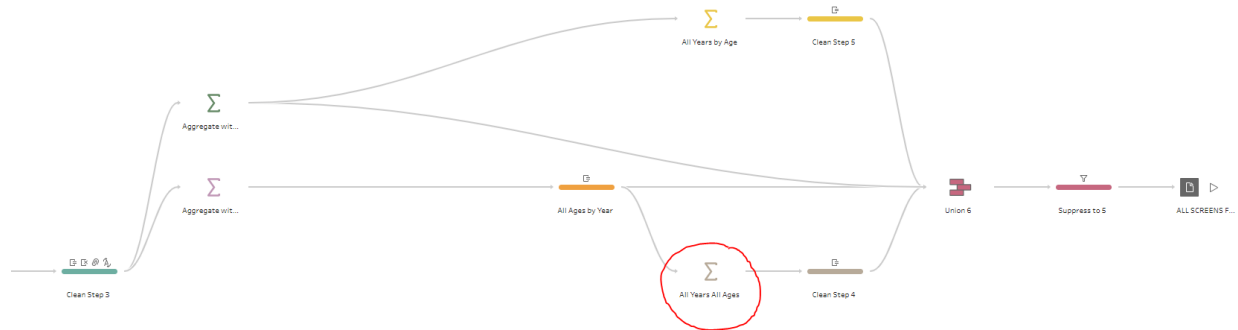 All Years by Age
Clean Step 5
Aggregate wit...
Aggregate wit...
All Ages by Year
Union 6
Suppress to 5
ALL SCREENS F...
Clean Step 3
All Years All Ages
Clean Step 4